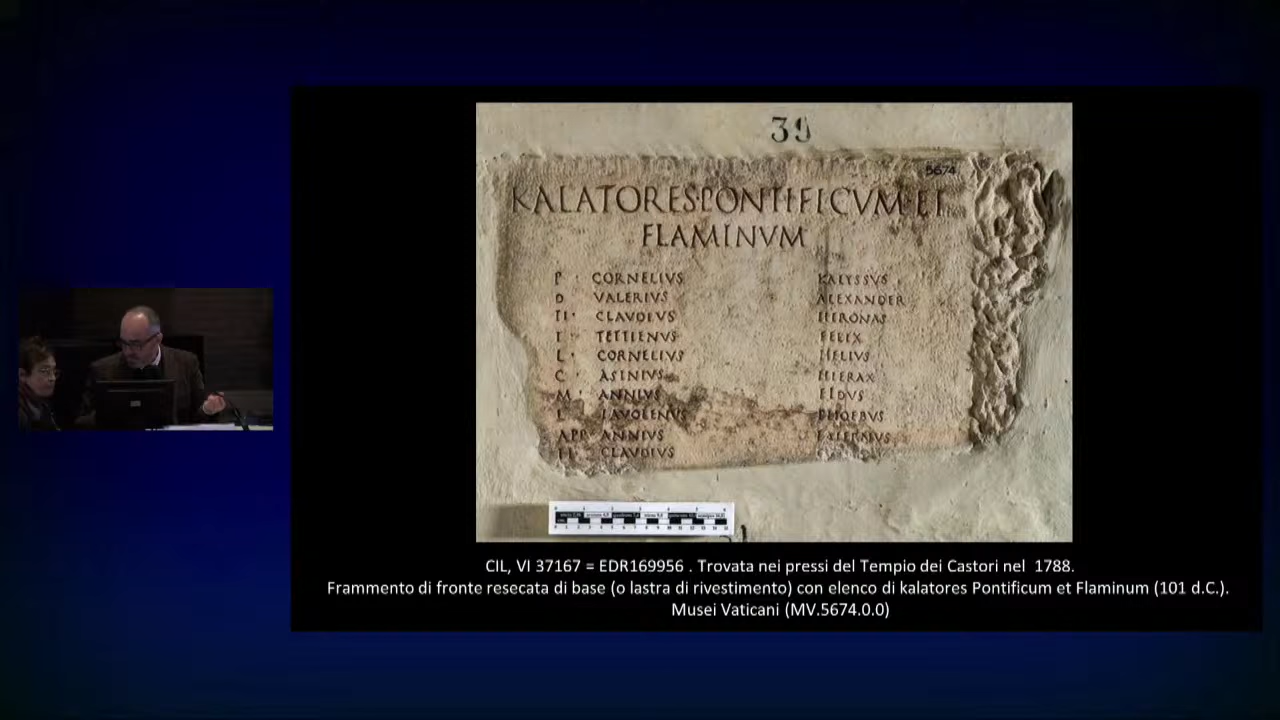 39
5674
KALATORES·PONTIFICVM·ET
FLAMINVM
P · CORNELIVS KALYSSVS
D VALERIVS ALEXANDER
TI· CLAVDIVS HERONAS
TETTIENVS FELIX
L · CORNELIVS HELIVS
C · ASINIVS HIERAX
M · ANNIVS FIDVS
L IAVOLENVS PHOEBVS
APP ANNIVS
TI CLAVDIVS
CIL, VI 37167 = EDR169956 . Trovata nei pressi del Tempio dei Castori nel 1788.
Frammento di fronte resecata di base (o lastra di rivestimento) con elenco di kalatores Pontificum et Flaminum (101 d.C.).
Musei Vaticani (MV.5674.0.0)